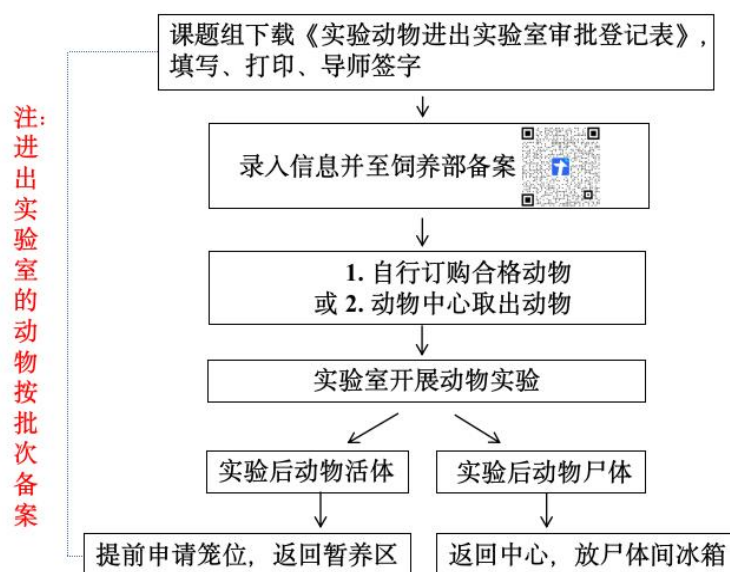 课题组下载《实验动物进出实验室审批登记表》，
填写、打印、导师签字
录入信息并至饲养部备案
1. 自行订购合格动物
或 2. 动物中心取出动物
实验室开展动物实验
实验后动物活体
实验后动物尸体
提前申请笼位，返回暂养区
返回中心，放尸体间冰箱
注：进出实验室的动物按批次备案